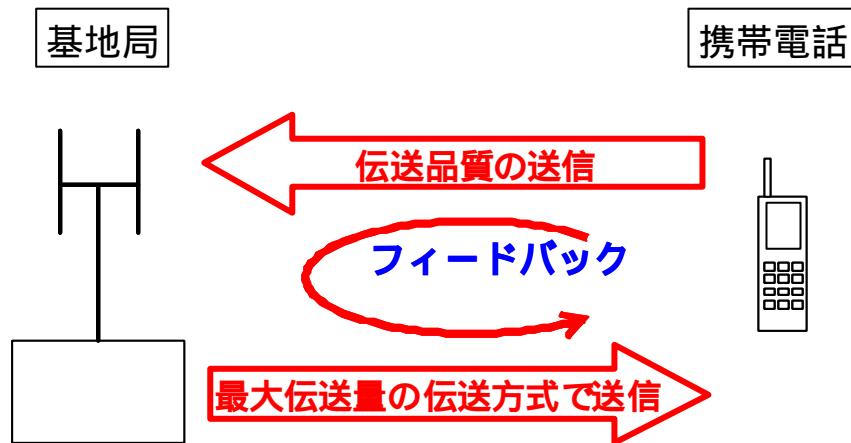 基地局
携帯電話
伝送品質の送信
フィードバック
最大伝送量の伝送方式で送信